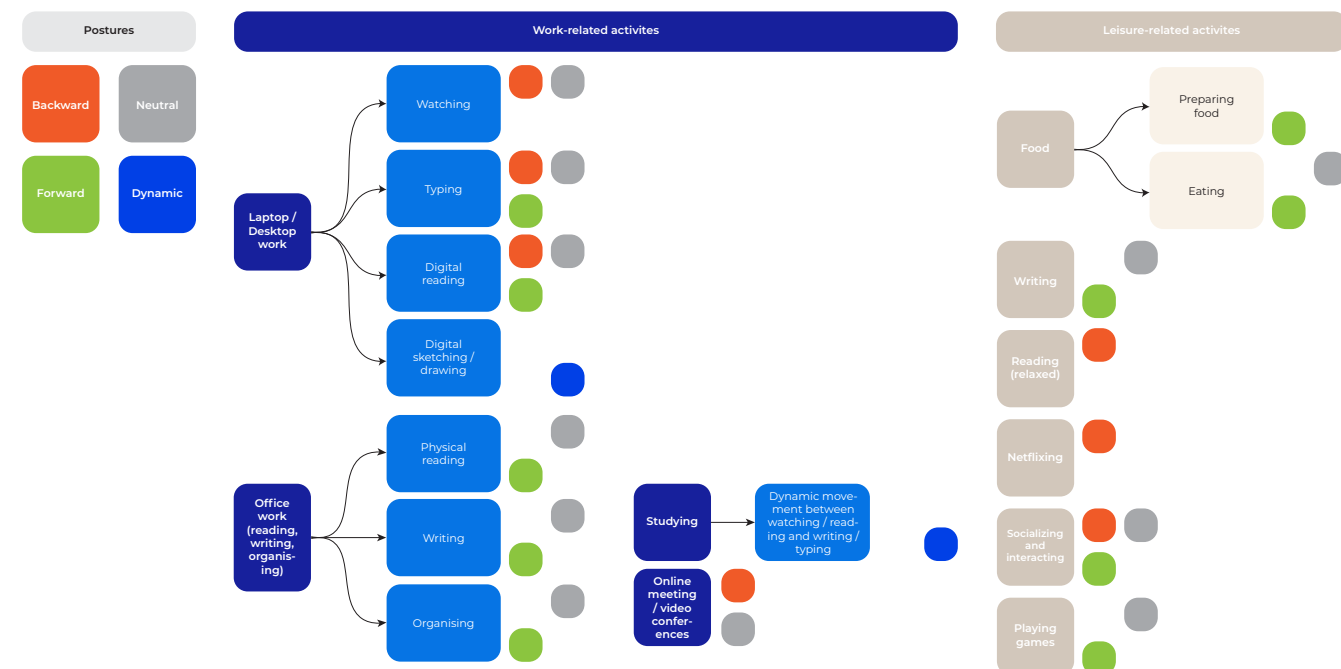 Postures
Work-related activites
Leisure-related activites
Backward
Neutral
Forward
Dynamic
Laptop /
Desktop
work
Watching
Typing
Digital
reading
Digital
sketching /
drawing
Office
work
(reading,
writing,
organis-
ing)
Physical
reading
Writing
Organising
Studying
Dynamic move-
ment between
watching / read-
ing and writing /
typing
Online
meeting
/ video
confer-
ences
Food
Preparing
food
Eating
Writing
Reading
(relaxed)
Netflixing
Socializing
and
interacting
Playing
games